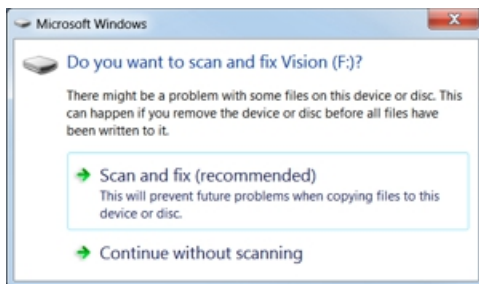 Microsoft Windows
Do you want to scan and fix Vision (F:)?
There might be a problem with some files on this device or disc. This
can happen if you remove the device or disc before all files have
been written to it.
Scan and fix (recommended)
This will prevent future problems when copying files to this
device or disc.
Continue without scanning